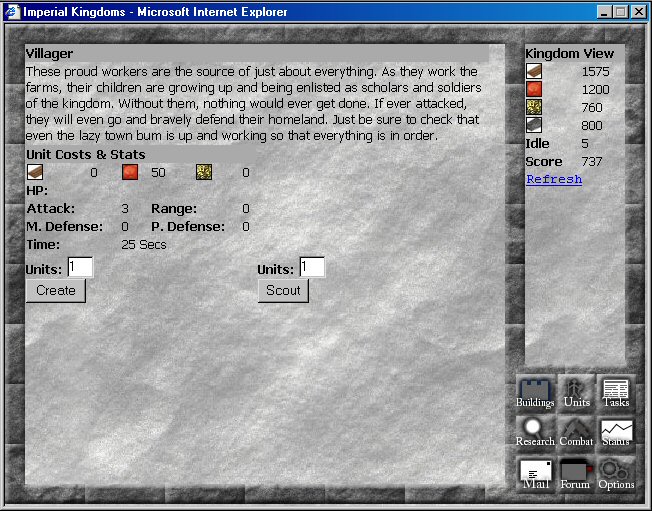 Imperial Kingdoms - Microsoft Internet Explorer
Villager
These proud workers are the source of just about everything. As they work the
farms, their children are growing up and being enlisted as scholars and soldiers
of the kingdom. Without them, nothing would ever get done. If ever attacked,
they will even go and bravely defend their homeland. Just be sure to check that
even the lazy town bum is up and working so that everything is in order.
Unit Costs & Stats
0 50 0
HP:
Attack: 3 Range: 0
M. Defense: 0 P. Defense: 0
Time: 25 Secs
Units: 1 Units: 1
Create Scout
Kingdom View
1575
1200
760
800
Idle 5
Score 737
Refresh
Buildings Units Tasks
Research Combat Status
Mail Forum Options